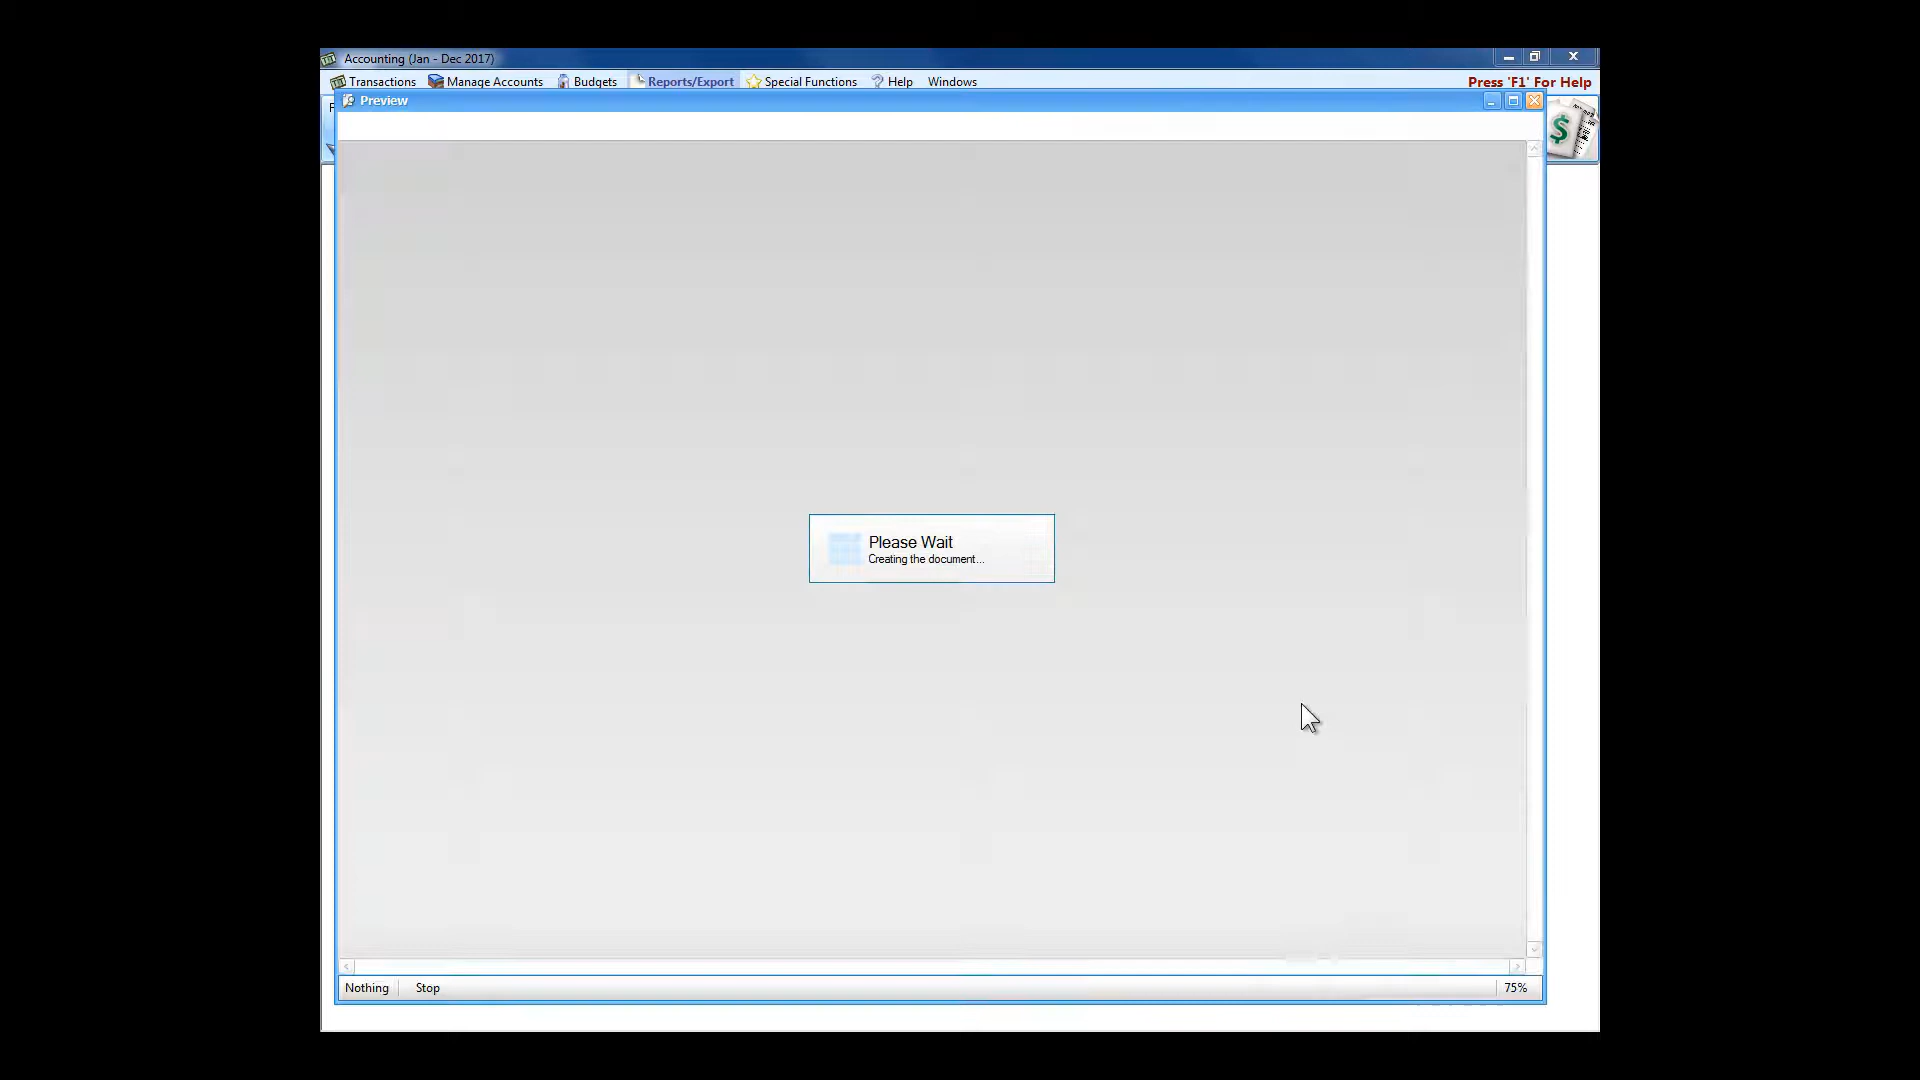 Accounting (Jan - Dec 2017)
Transactions Manage Accounts Budgets Reports/Export Special Functions Help Windows Press 'F1' For Help
Preview
Please Wait
Creating the document...
Nothing Stop 75%